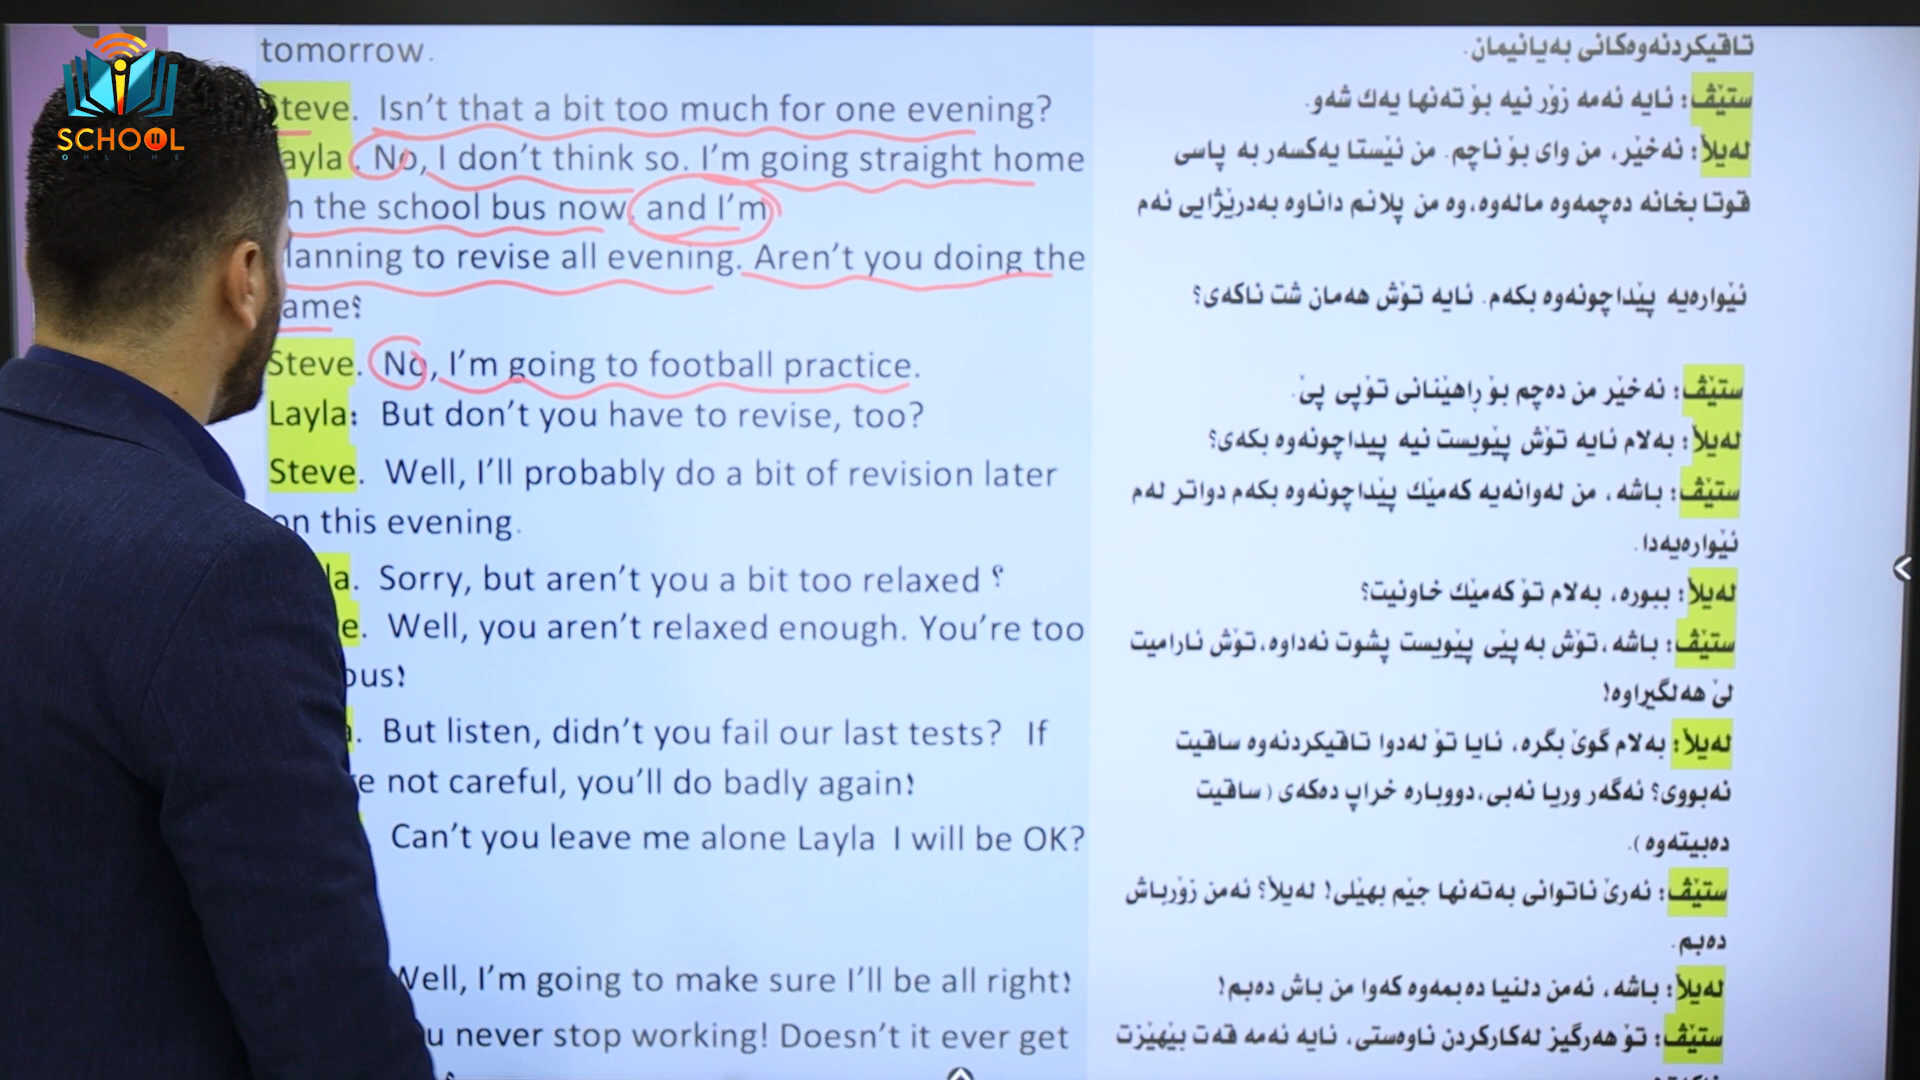 SCHOOL
ONLINE
tomorrow.
Steve. Isn't that a bit too much for one evening?
ayla. No, I don't think so. I'm going straight home
n the school bus now, and I'm
lanning to revise all evening. Aren't you doing the
ame؟
Steve. No, I'm going to football practice.
Layla: But don't you have to revise, too?
Steve. Well, I'll probably do a bit of revision later
on this evening.
la. Sorry, but aren't you a bit too relaxed ؟
e. Well, you aren't relaxed enough. You're too
ous!
a. But listen, didn't you fail our last tests? If
e not careful, you'll do badly again!
Can't you leave me alone Layla I will be OK?
Well, I'm going to make sure I'll be all right!
u never stop working! Doesn't it ever get
تاقیکردنەوەکانی بەیانیمان.
ستیڤ: ئایە ئەمە زۆر نیە بۆ تەنها یەك شەو.
لەیلا: نەخێر، من وای بۆ ناچم. من ئێستا یەکسەر بە پاسی
قوتا بخانە دەچمەوە مالەوە، وە من پلانم داناوە بەدرێژایی ئەم
ئێوارەیە پێداچونەوە بکەم. ئایە تۆش هەمان شت ناکەی؟
ستیڤ: نەخێر من دەچم بۆ ڕاهێنانی تۆپی پێ.
لەیلا: بەلام ئایە تۆش پێویست نیە پیداچونەوە بکەی؟
ستیڤ: باشە، من لەوانەیە کەمێك پێداچونەوە بکەم دواتر لەم
ئێوارەیەدا.
لەیلا: ببورە، بەلام تۆ کەمێك خاونیت؟
ستیڤ: باشە، تۆش بە پێی پێویست پشوت نەداوە، تۆش ئارامیت
لێ هەلگیراوە!
لەیلا: بەلام گوێ بگرە، ئایا تۆ لەدوا تاقیکردنەوە ساقیت
نەبووی؟ ئەگەر وریا نەبی، دووبارە خراپ دەکەی ( ساقیت
دەبیتەوە ).
ستیڤ: ئەرێ ناتوانی بەتەنها جێم بهێلی! لەیلا؟ ئەمن زۆرباش
دەبم.
لەیلا: باشە، ئەمن دلنیا دەبمەوە کەوا من باش دەبم!
ستیڤ: تۆ هەرگیز لەکارکردن ناوەستی، ئایە ئەمە قەت بێهێزت